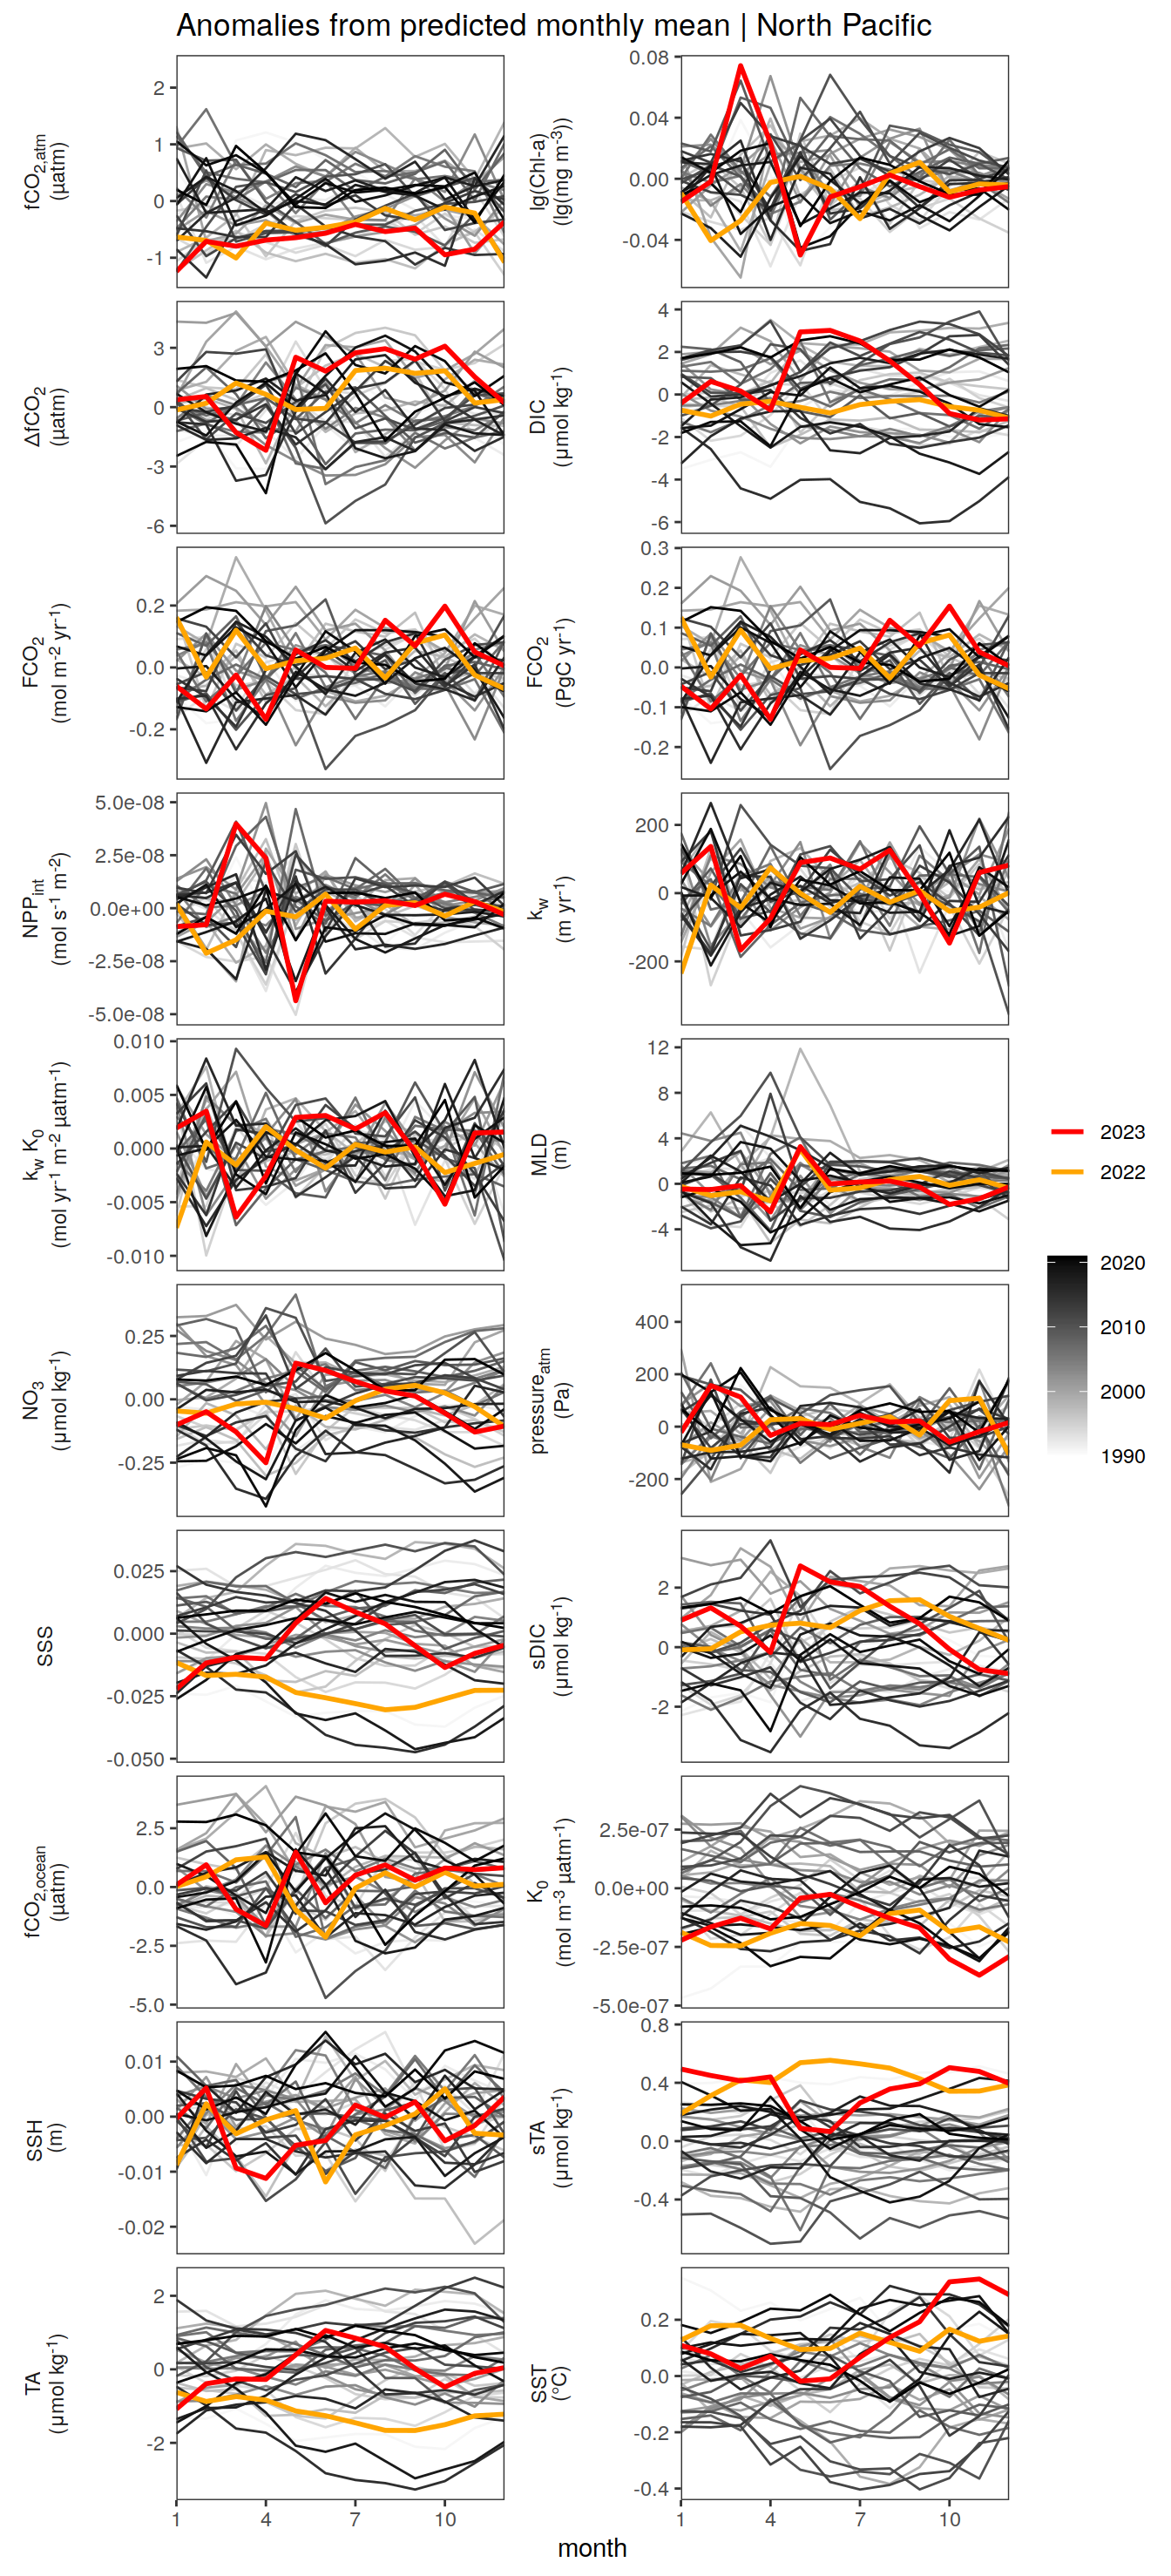 Anomalies from predicted monthly mean | North Pacific
fCO2,atm
(µatm)
2
1
0
-1
lg(Chl-a)
(lg(mg m-3))
0.08
0.04
0.00
-0.04
ΔfCO2
(µatm)
3
0
-3
-6
DIC
(µmol kg-1)
4
2
0
-2
-4
-6
FCO2
(mol m-2 yr-1)
0.2
0.0
-0.2
FCO2
(PgC yr-1)
0.3
0.2
0.1
0.0
-0.1
-0.2
NPPint
(mol s-1 m-2)
5.0e-08
2.5e-08
0.0e+00
-2.5e-08
-5.0e-08
kw
(m yr-1)
200
0
-200
kw K0
(mol yr-1 m-2 µatm-1)
0.010
0.005
0.000
-0.005
-0.010
MLD
(m)
12
8
4
0
-4
NO3
(µmol kg-1)
0.25
0.00
-0.25
pressureatm
(Pa)
400
200
0
-200
SSS
0.025
0.000
-0.025
-0.050
sDIC
(µmol kg-1)
2
0
-2
fCO2,ocean
(µatm)
2.5
0.0
-2.5
-5.0
K0
(mol m-3 µatm-1)
2.5e-07
0.0e+00
-2.5e-07
-5.0e-07
SSH
(m)
0.01
0.00
-0.01
-0.02
sTA
(µmol kg-1)
0.8
0.4
0.0
-0.4
TA
(µmol kg-1)
2
0
-2
SST
(°C)
0.2
0.0
-0.2
-0.4
1 4 7 10
1 4 7 10
month
2023
2022
2020
2010
2000
1990